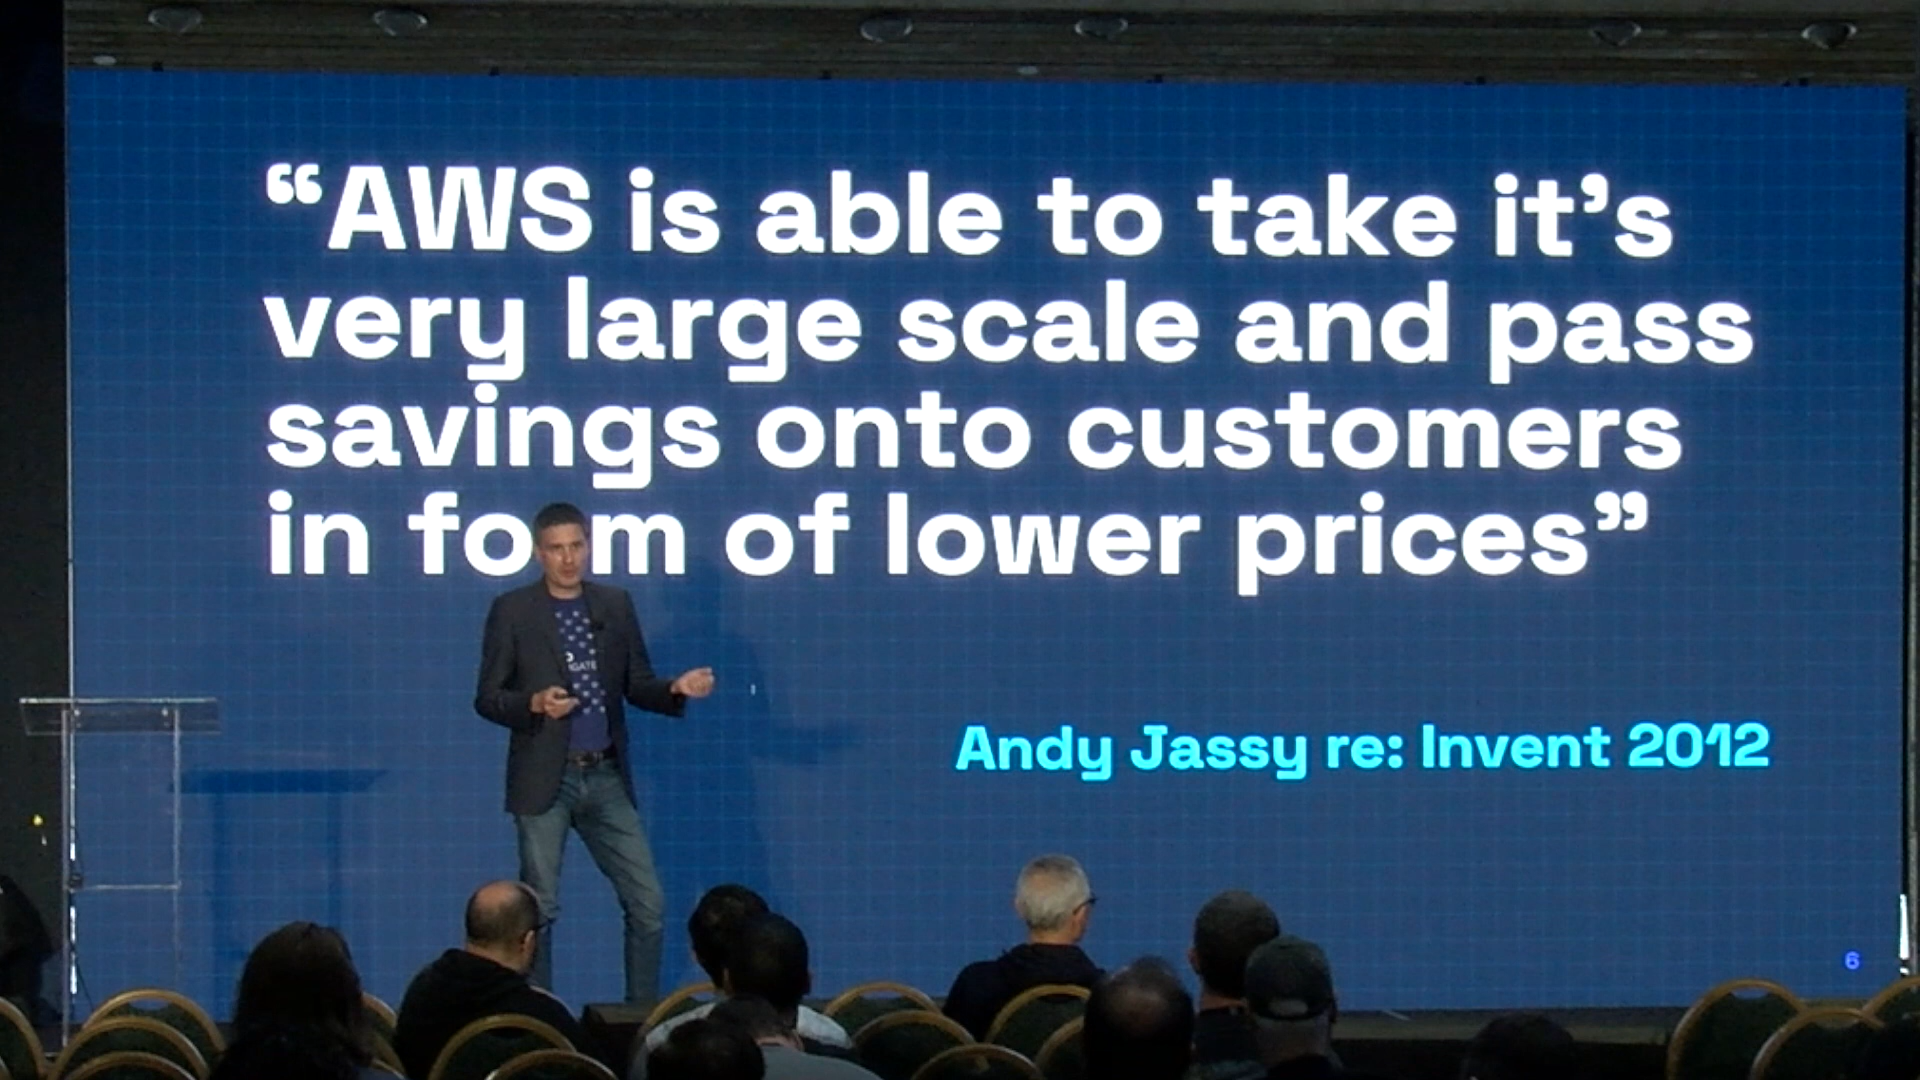 “AWS is able to take it’s
very large scale and pass
savings onto customers
in form of lower prices”
Andy Jassy re: Invent 2012
6